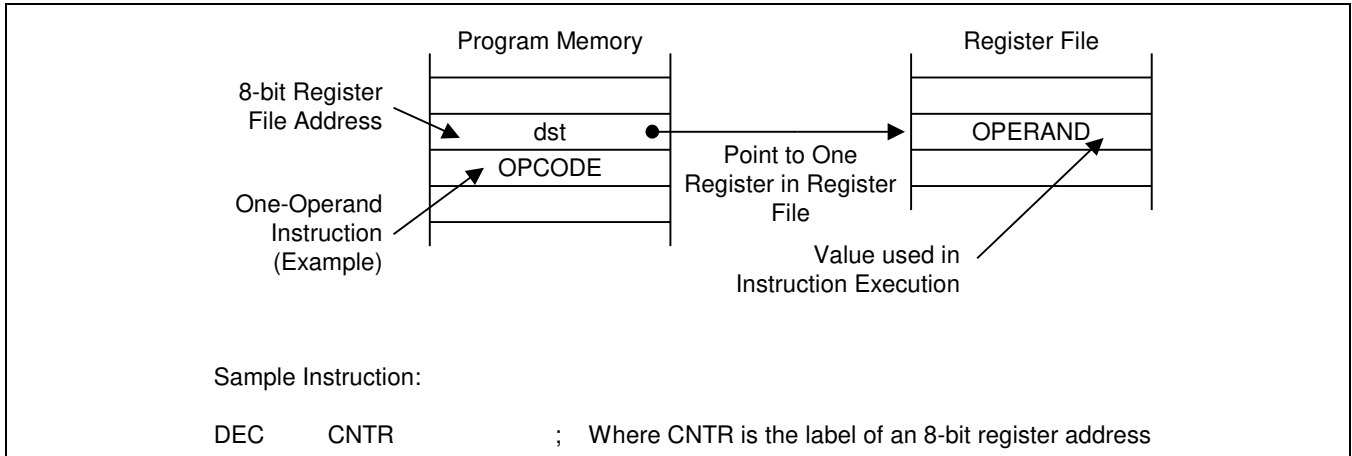 Program Memory
Register File
8-bit Register
File Address
dst
OPERAND
OPCODE
Point to One
Register in Register
File
One-Operand
Instruction
(Example)
Value used in
Instruction Execution
Sample Instruction:
DEC CNTR ; Where CNTR is the label of an 8-bit register address